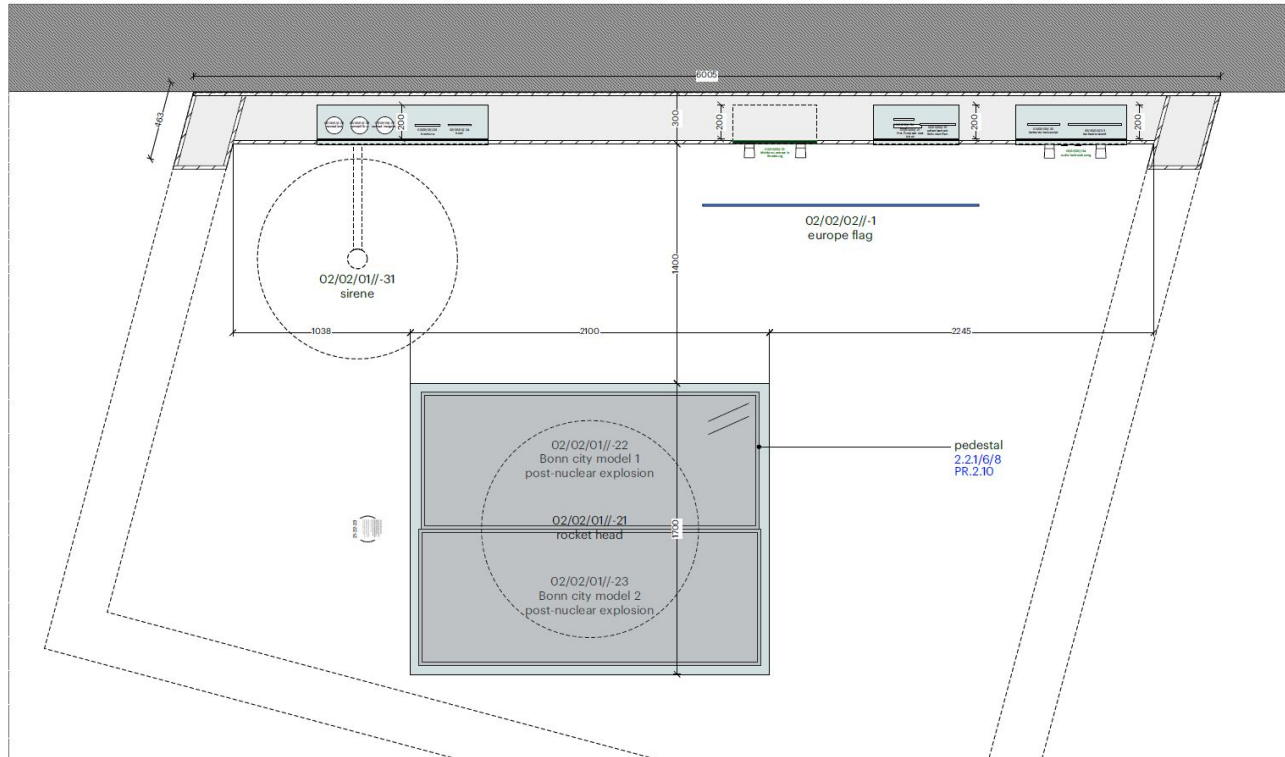 6005
463
200
300
200
200
200
02/02/02//-1
europe flag
02/02/01//-31
sirene
1400
1038
2100
2245
02/02/01//-22
Bonn city model 1
post-nuclear explosion
pedestal
2.2.1/6/8
PR.2.10
02/02/01//-21
rocket head
1700
21-22-23
02/02/01//-23
Bonn city model 2
post-nuclear explosion